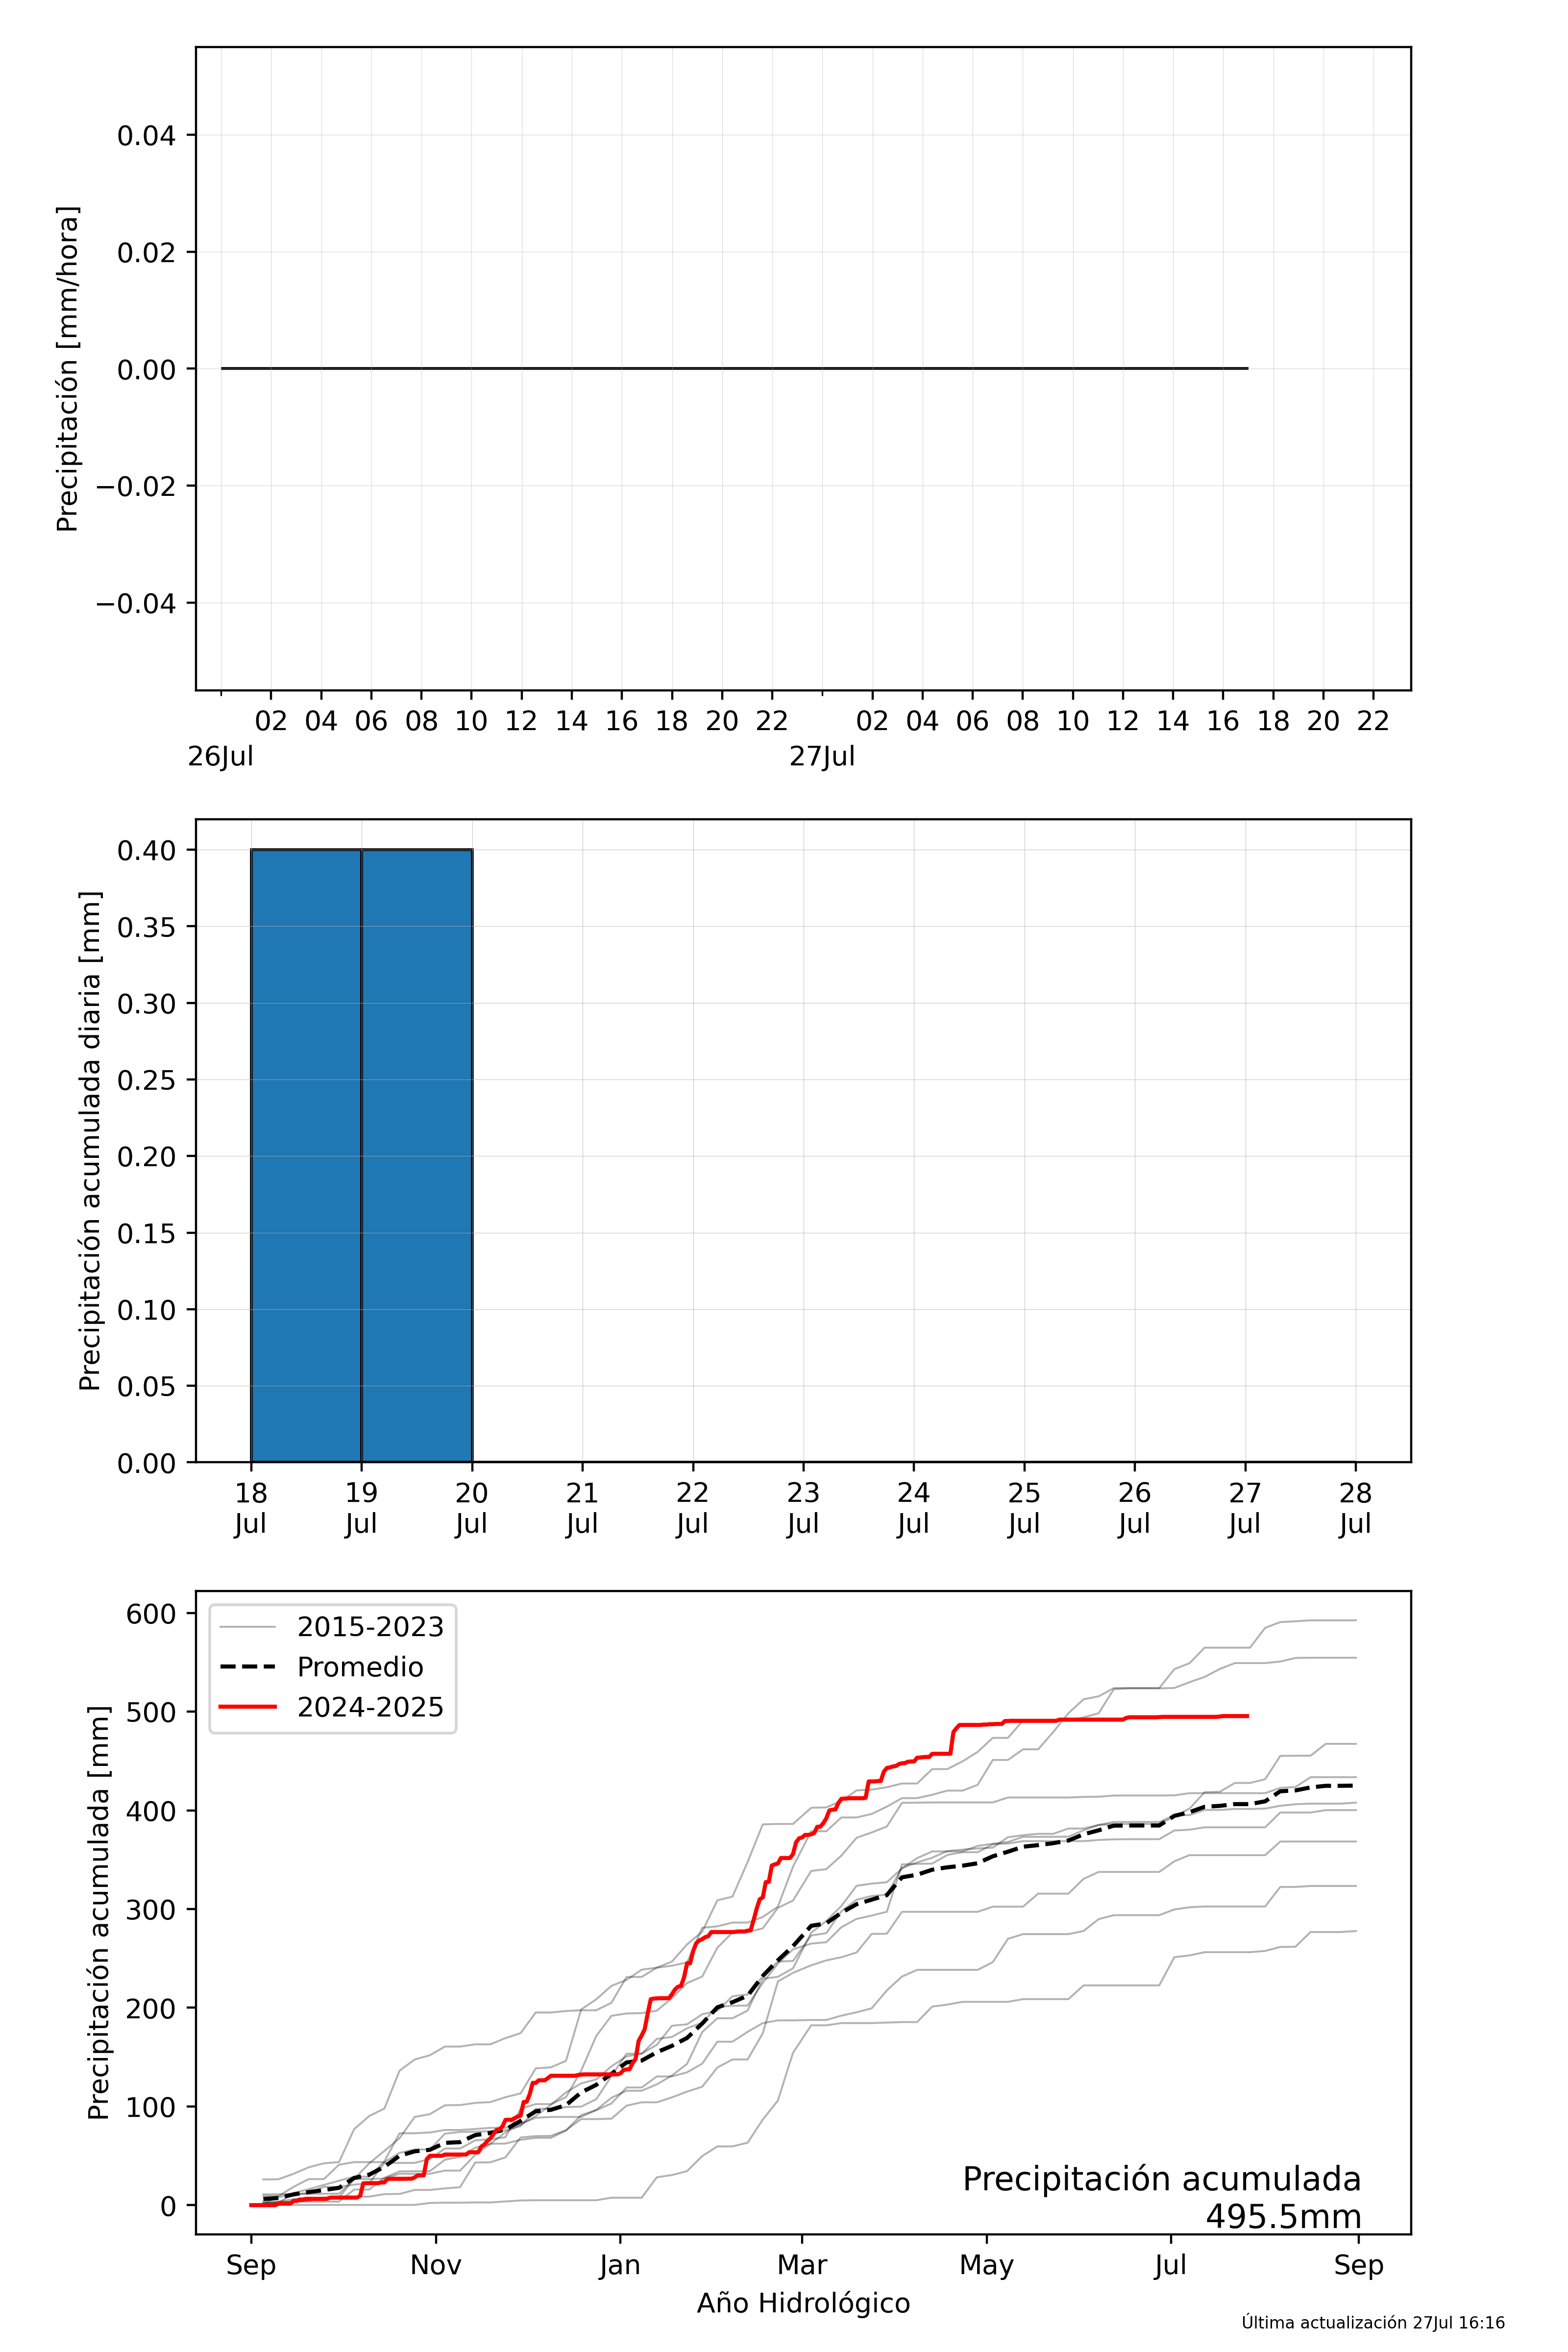 Precipitación [mm/hora]
0.04
0.02
0.00
−0.02
−0.04
02 04 06 08 10 12 14 16 18 20 22 02 04 06 08 10 12 14 16 18 20 22
26Jul 27Jul
Precipitación acumulada diaria [mm]
0.40
0.35
0.30
0.25
0.20
0.15
0.10
0.05
0.00
18 19 20 21 22 23 24 25 26 27 28
Jul Jul Jul Jul Jul Jul Jul Jul Jul Jul Jul
Precipitación acumulada [mm]
600
500
400
300
200
100
0
2015-2023
Promedio
2024-2025
Precipitación acumulada
495.5mm
Sep Nov Jan Mar May Jul Sep
Año Hidrológico
Última actualización 27Jul 16:16